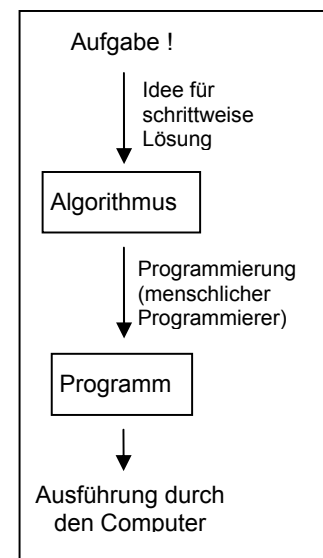 Aufgabe !
Idee für
schrittweise
Lösung
Algorithmus
Programmierung
(menschlicher
Programmierer)
Programm
Ausführung durch
den Computer